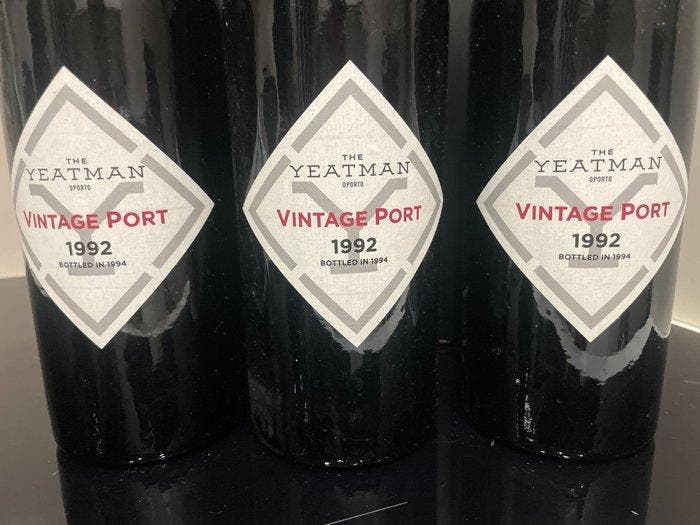 THE
YEATMAN
OPORTO
VINTAGE PORT
1992
BOTTLED IN 1994
THE
YEATMAN
OPORTO
VINTAGE PORT
1992
BOTTLED IN 1994
THE
YEATMAN
OPORTO
VINTAGE PORT
1992
BOTTLED IN 1994